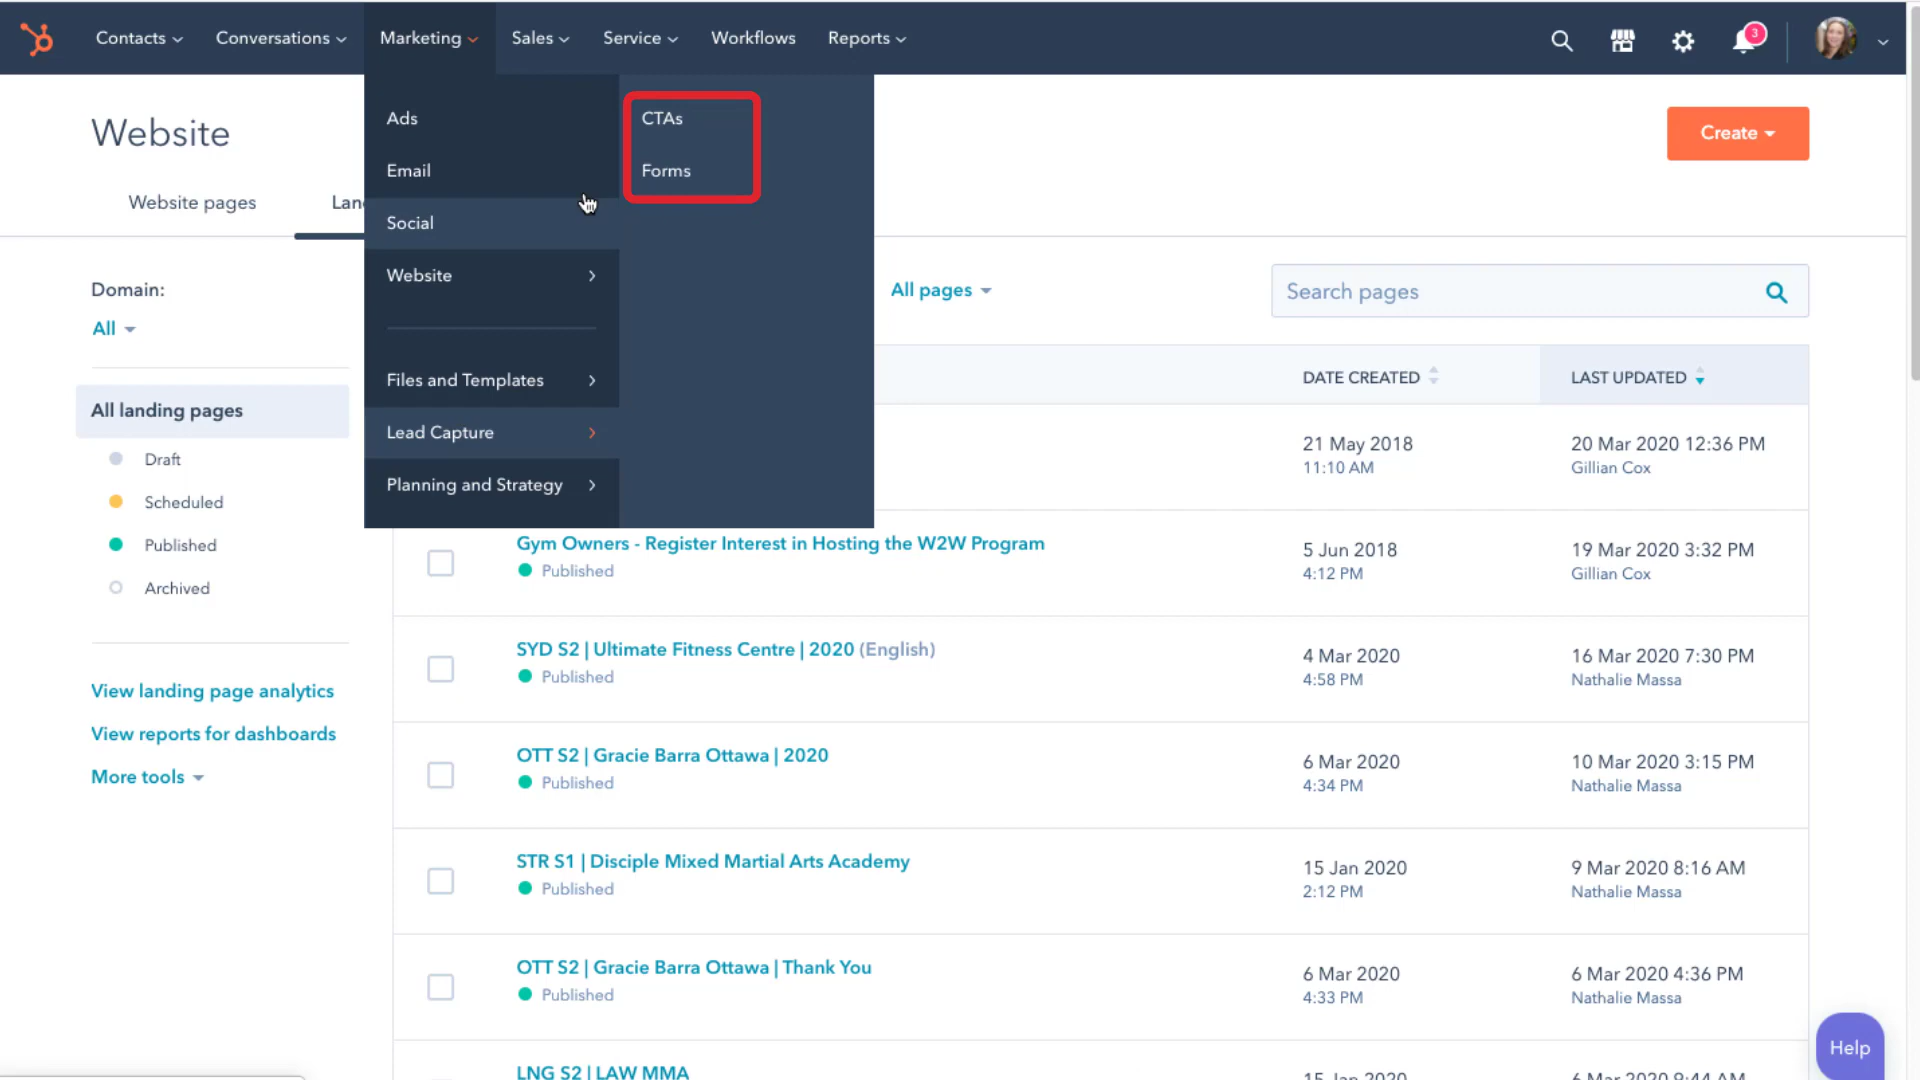 Contacts
Conversations
Marketing
Sales
Service
Workflows
Reports
3
Website
Create
Website pages
Lan
Ads
Email
Social
Website
Files and Templates
Lead Capture
Planning and Strategy
CTAs
Forms
Domain:
All
All landing pages
Draft
Scheduled
Published
Archived
View landing page analytics
View reports for dashboards
More tools
All pages
Search pages
DATE CREATED
LAST UPDATED
21 May 2018
11:10 AM
20 Mar 2020 12:36 PM
Gillian Cox
Gym Owners - Register Interest in Hosting the W2W Program
Published
5 Jun 2018
4:12 PM
19 Mar 2020 3:32 PM
Gillian Cox
SYD S2 | Ultimate Fitness Centre | 2020 (English)
Published
4 Mar 2020
4:58 PM
16 Mar 2020 7:30 PM
Nathalie Massa
OTT S2 | Gracie Barra Ottawa | 2020
Published
6 Mar 2020
4:34 PM
10 Mar 2020 3:15 PM
Nathalie Massa
STR S1 | Disciple Mixed Martial Arts Academy
Published
15 Jan 2020
2:12 PM
9 Mar 2020 8:16 AM
Nathalie Massa
OTT S2 | Gracie Barra Ottawa | Thank You
Published
6 Mar 2020
4:33 PM
6 Mar 2020 4:36 PM
Nathalie Massa
LNG S2 | LAW MMA
15 Jan 2020
6 Mar 2020 9:44 AM
Help